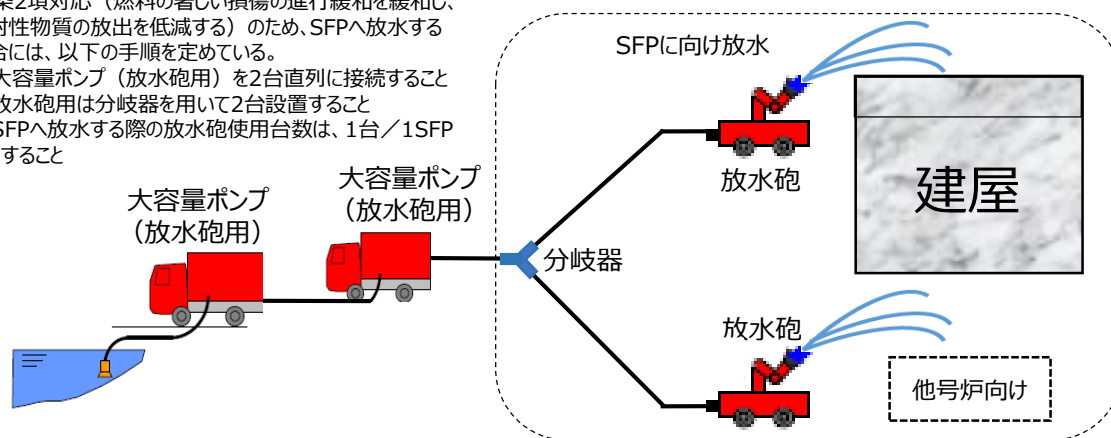 条2項対応（燃料の著しい損傷の進行緩和を緩和し、
射性物質の放出を低減する）のため、SFPへ放水する
合には、以下の手順を定めている。
大容量ポンプ（放水砲用）を2台直列に接続すること
放水砲用は分岐器を用いて2台設置すること
SFPへ放水する際の放水砲使用台数は、1台／1SFP
すること
SFPに向け放水
放水砲
建屋
大容量ポンプ
（放水砲用）
大容量ポンプ
（放水砲用）
分岐器
放水砲
他号炉向け